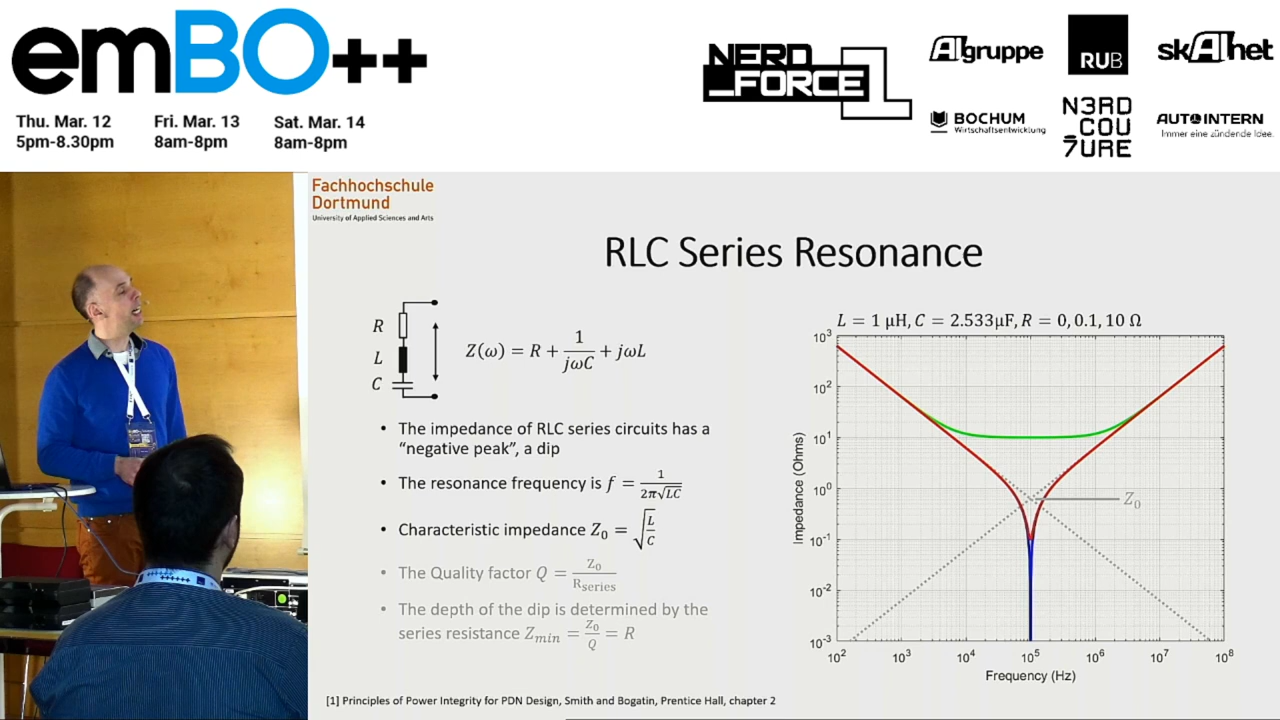 emBO++
Thu. Mar. 12
5pm-8.30pm
Fri. Mar. 13
8am-8pm
Sat. Mar. 14
8am-8pm
NERD
_FORCE1
AIgruppe
RUB
skAIhet
BOCHUM
Wirtschaftsentwicklung
N3RD
COU
7URE
AUTOINTERN
Immer eine zündende Idee.
Fachhochschule
Dortmund
University of Applied Sciences and Arts
RLC Series Resonance
R
L
C
Z(ω) = R + 1/jωC + jωL
• The impedance of RLC series circuits has a
“negative peak”, a dip
• The resonance frequency is f = 1/2π√LC
• Characteristic impedance Z₀ = √L/C
• The Quality factor Q = Z₀/Rseries
• The depth of the dip is determined by the
series resistance Zmin = Z₀/Q = R
L = 1 μH, C = 2.533μF, R = 0, 0.1, 10 Ω
10³
10²
10¹
10⁰
10⁻¹
10⁻²
10⁻³
Impedance (Ohms)
Z₀
10² 10³ 10⁴ 10⁵ 10⁶ 10⁷ 10⁸
Frequency (Hz)
[1] Principles of Power Integrity for PDN Design, Smith and Bogatin, Prentice Hall, chapter 2